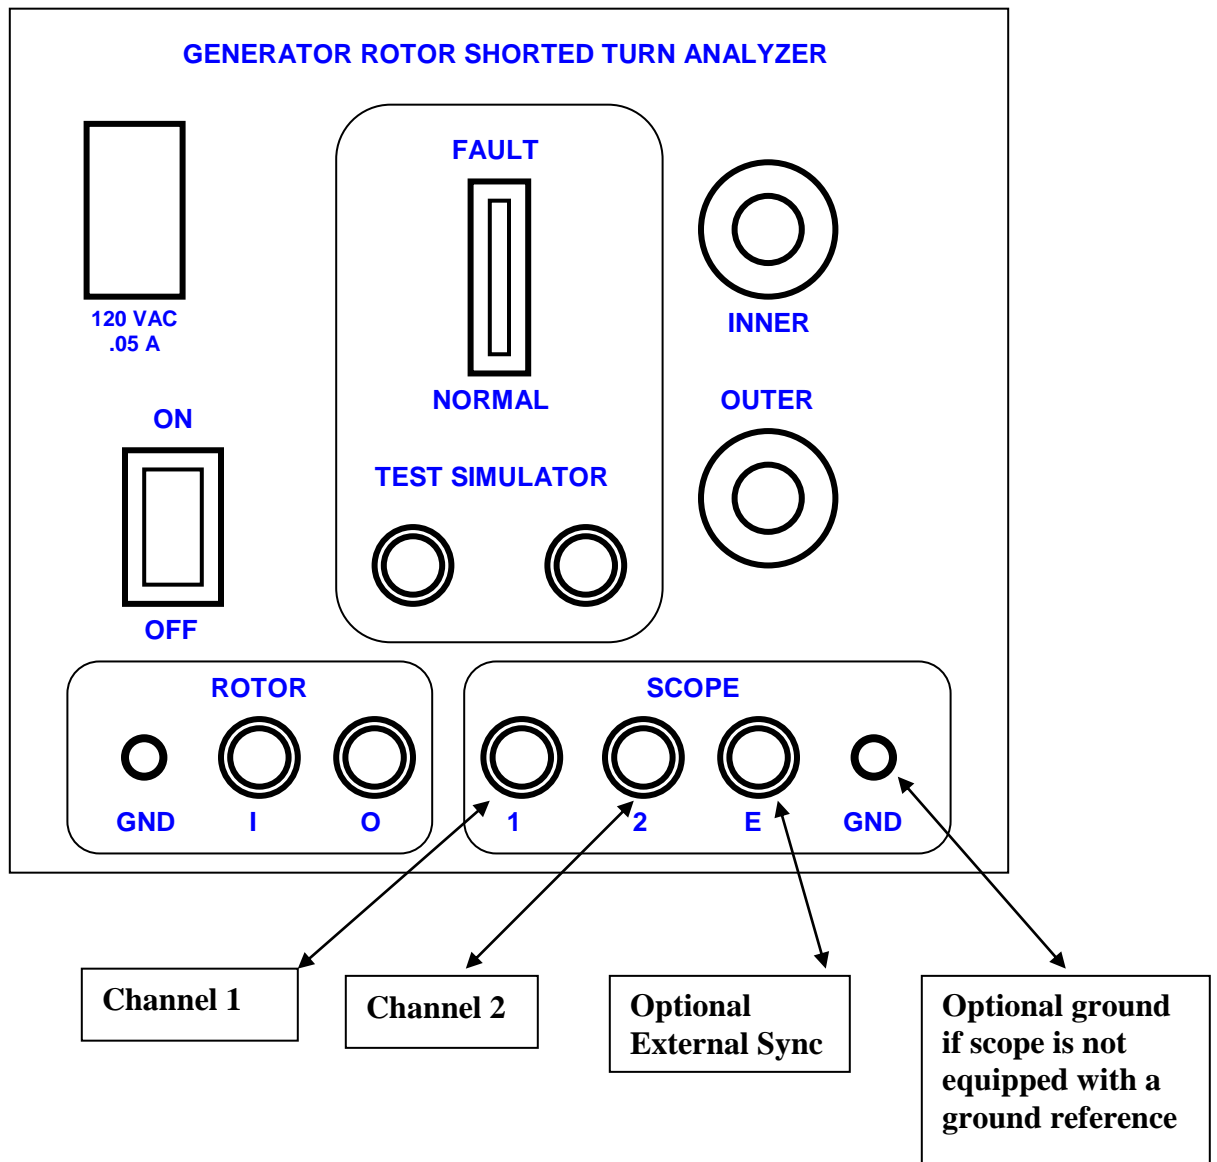 GENERATOR ROTOR SHORTED TURN ANALYZER
120 VAC
.05 A
ON
OFF
FAULT
NORMAL
TEST SIMULATOR
INNER
OUTER
ROTOR
GND I O
SCOPE
1 2 E GND
Channel 1
Channel 2
Optional
External Sync
Optional ground
if scope is not
equipped with a
ground reference